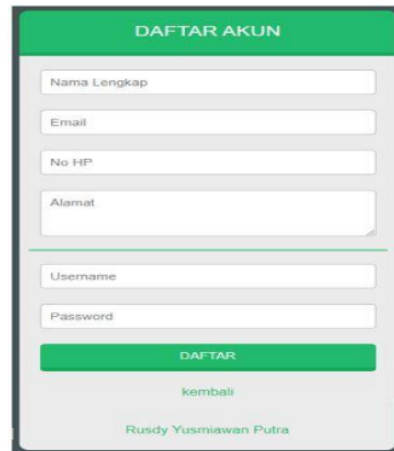 DAFTAR AKUN
Nama Lengkap
Email
No HP
Alamat
Username
Password
DAFTAR
kembali
Rusdy Yusmiawan Putra